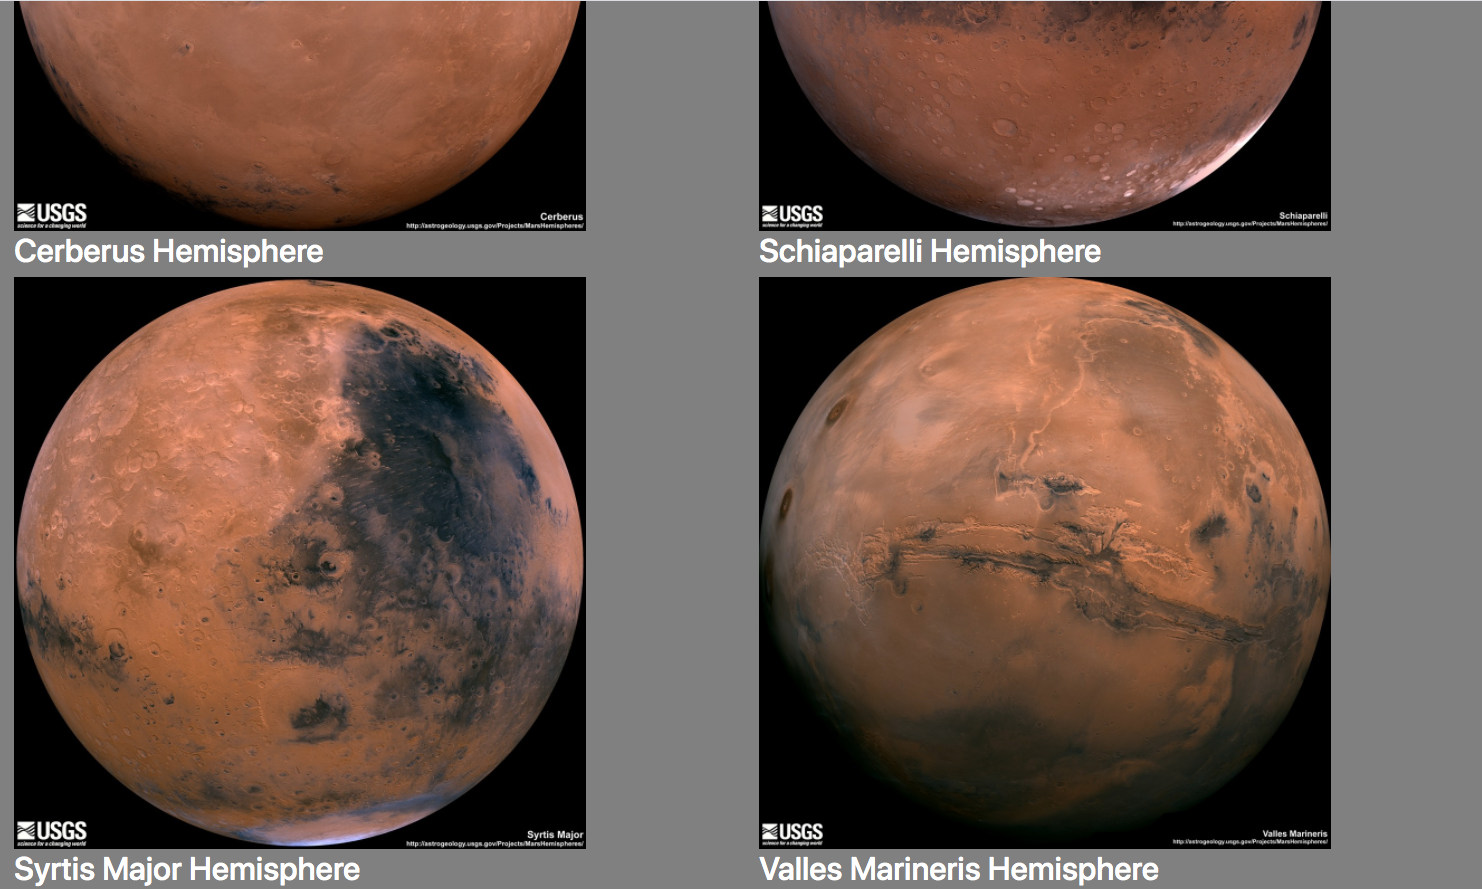 USGS
science for a changing world
Cerberus
http://astrogeology.usgs.gov/Projects/MarsHemispheres/
Cerberus Hemisphere
USGS
science for a changing world
Schiaparelli
http://astrogeology.usgs.gov/Projects/MarsHemispheres/
Schiaparelli Hemisphere
USGS
science for a changing world
Syrtis Major
http://astrogeology.usgs.gov/Projects/MarsHemispheres/
Syrtis Major Hemisphere
USGS
science for a changing world
Valles Marineris
http://astrogeology.usgs.gov/Projects/MarsHemispheres/
Valles Marineris Hemisphere